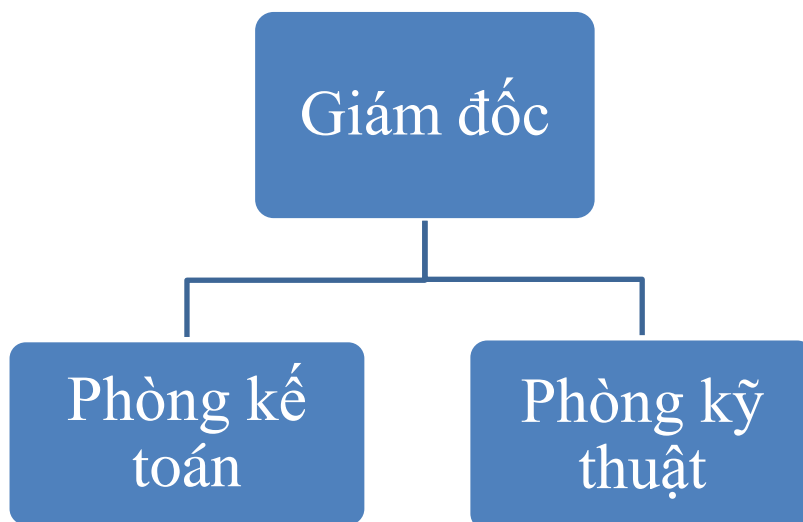 Giám đốc
Phòng kế
toán
Phòng kỹ
thuật